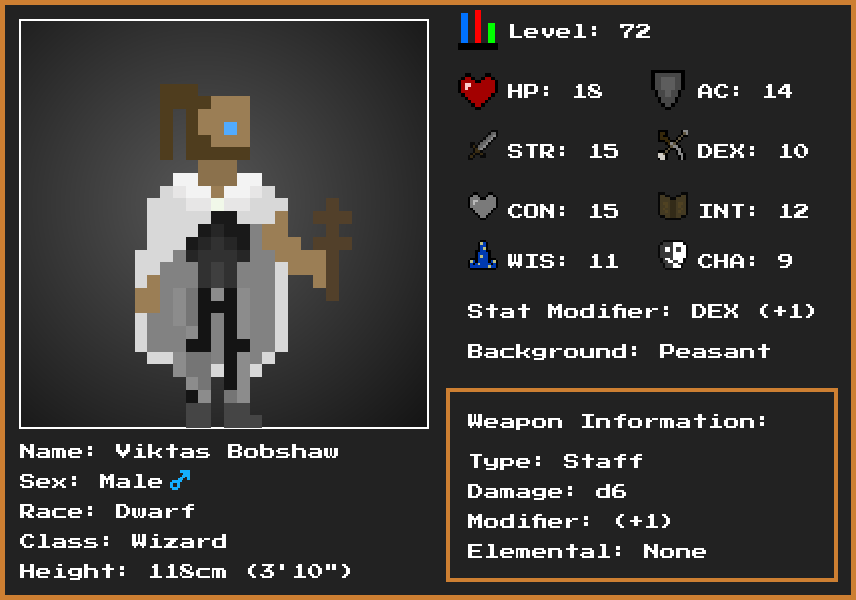 Level: 72
HP: 18
AC: 14
STR: 15
DEX: 10
CON: 15
INT: 12
WIS: 11
CHA: 9
Stat Modifier: DEX (+1)
Background: Peasant
Weapon Information:
Type: Staff
Damage: d6
Modifier: (+1)
Elemental: None
Name: Viktas Bobshaw
Sex: Male ♂
Race: Dwarf
Class: Wizard
Height: 118cm (3'10")